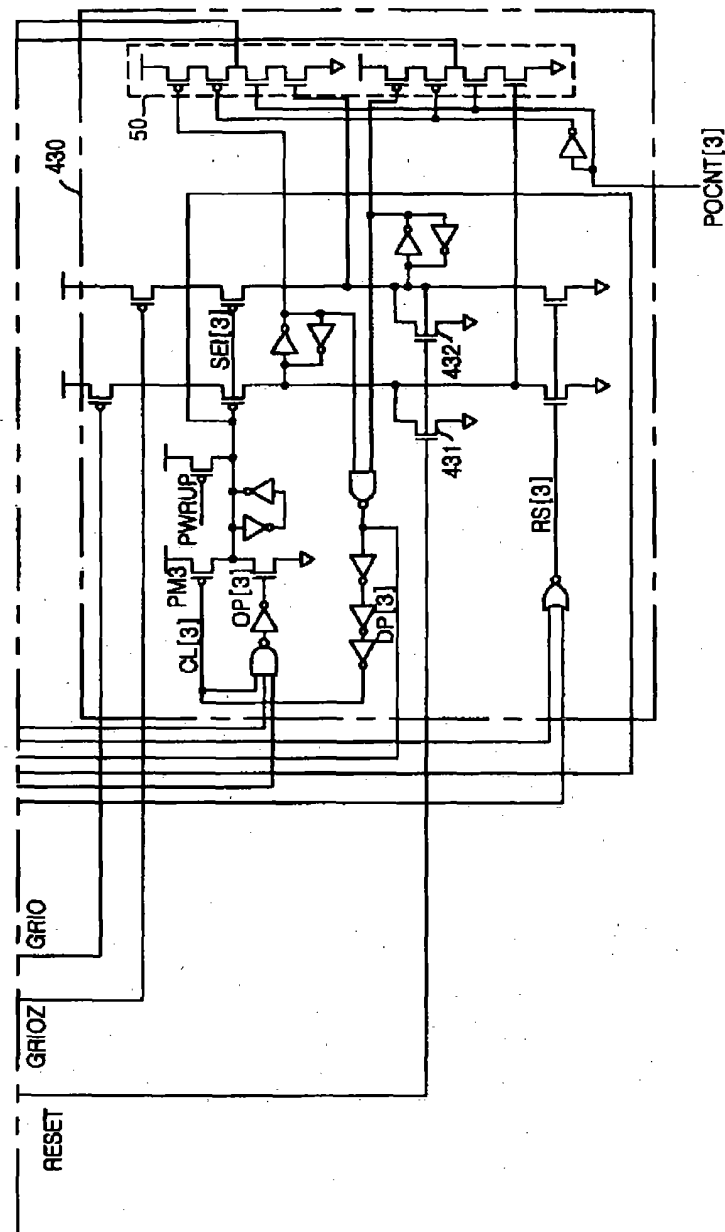 430
50
SEI[3]
PWRUP
PM3
OP[3]
CL[3]
DP[3]
432
431
RS[3]
GRIO
GRIOZ
RESET
POCNT[3]